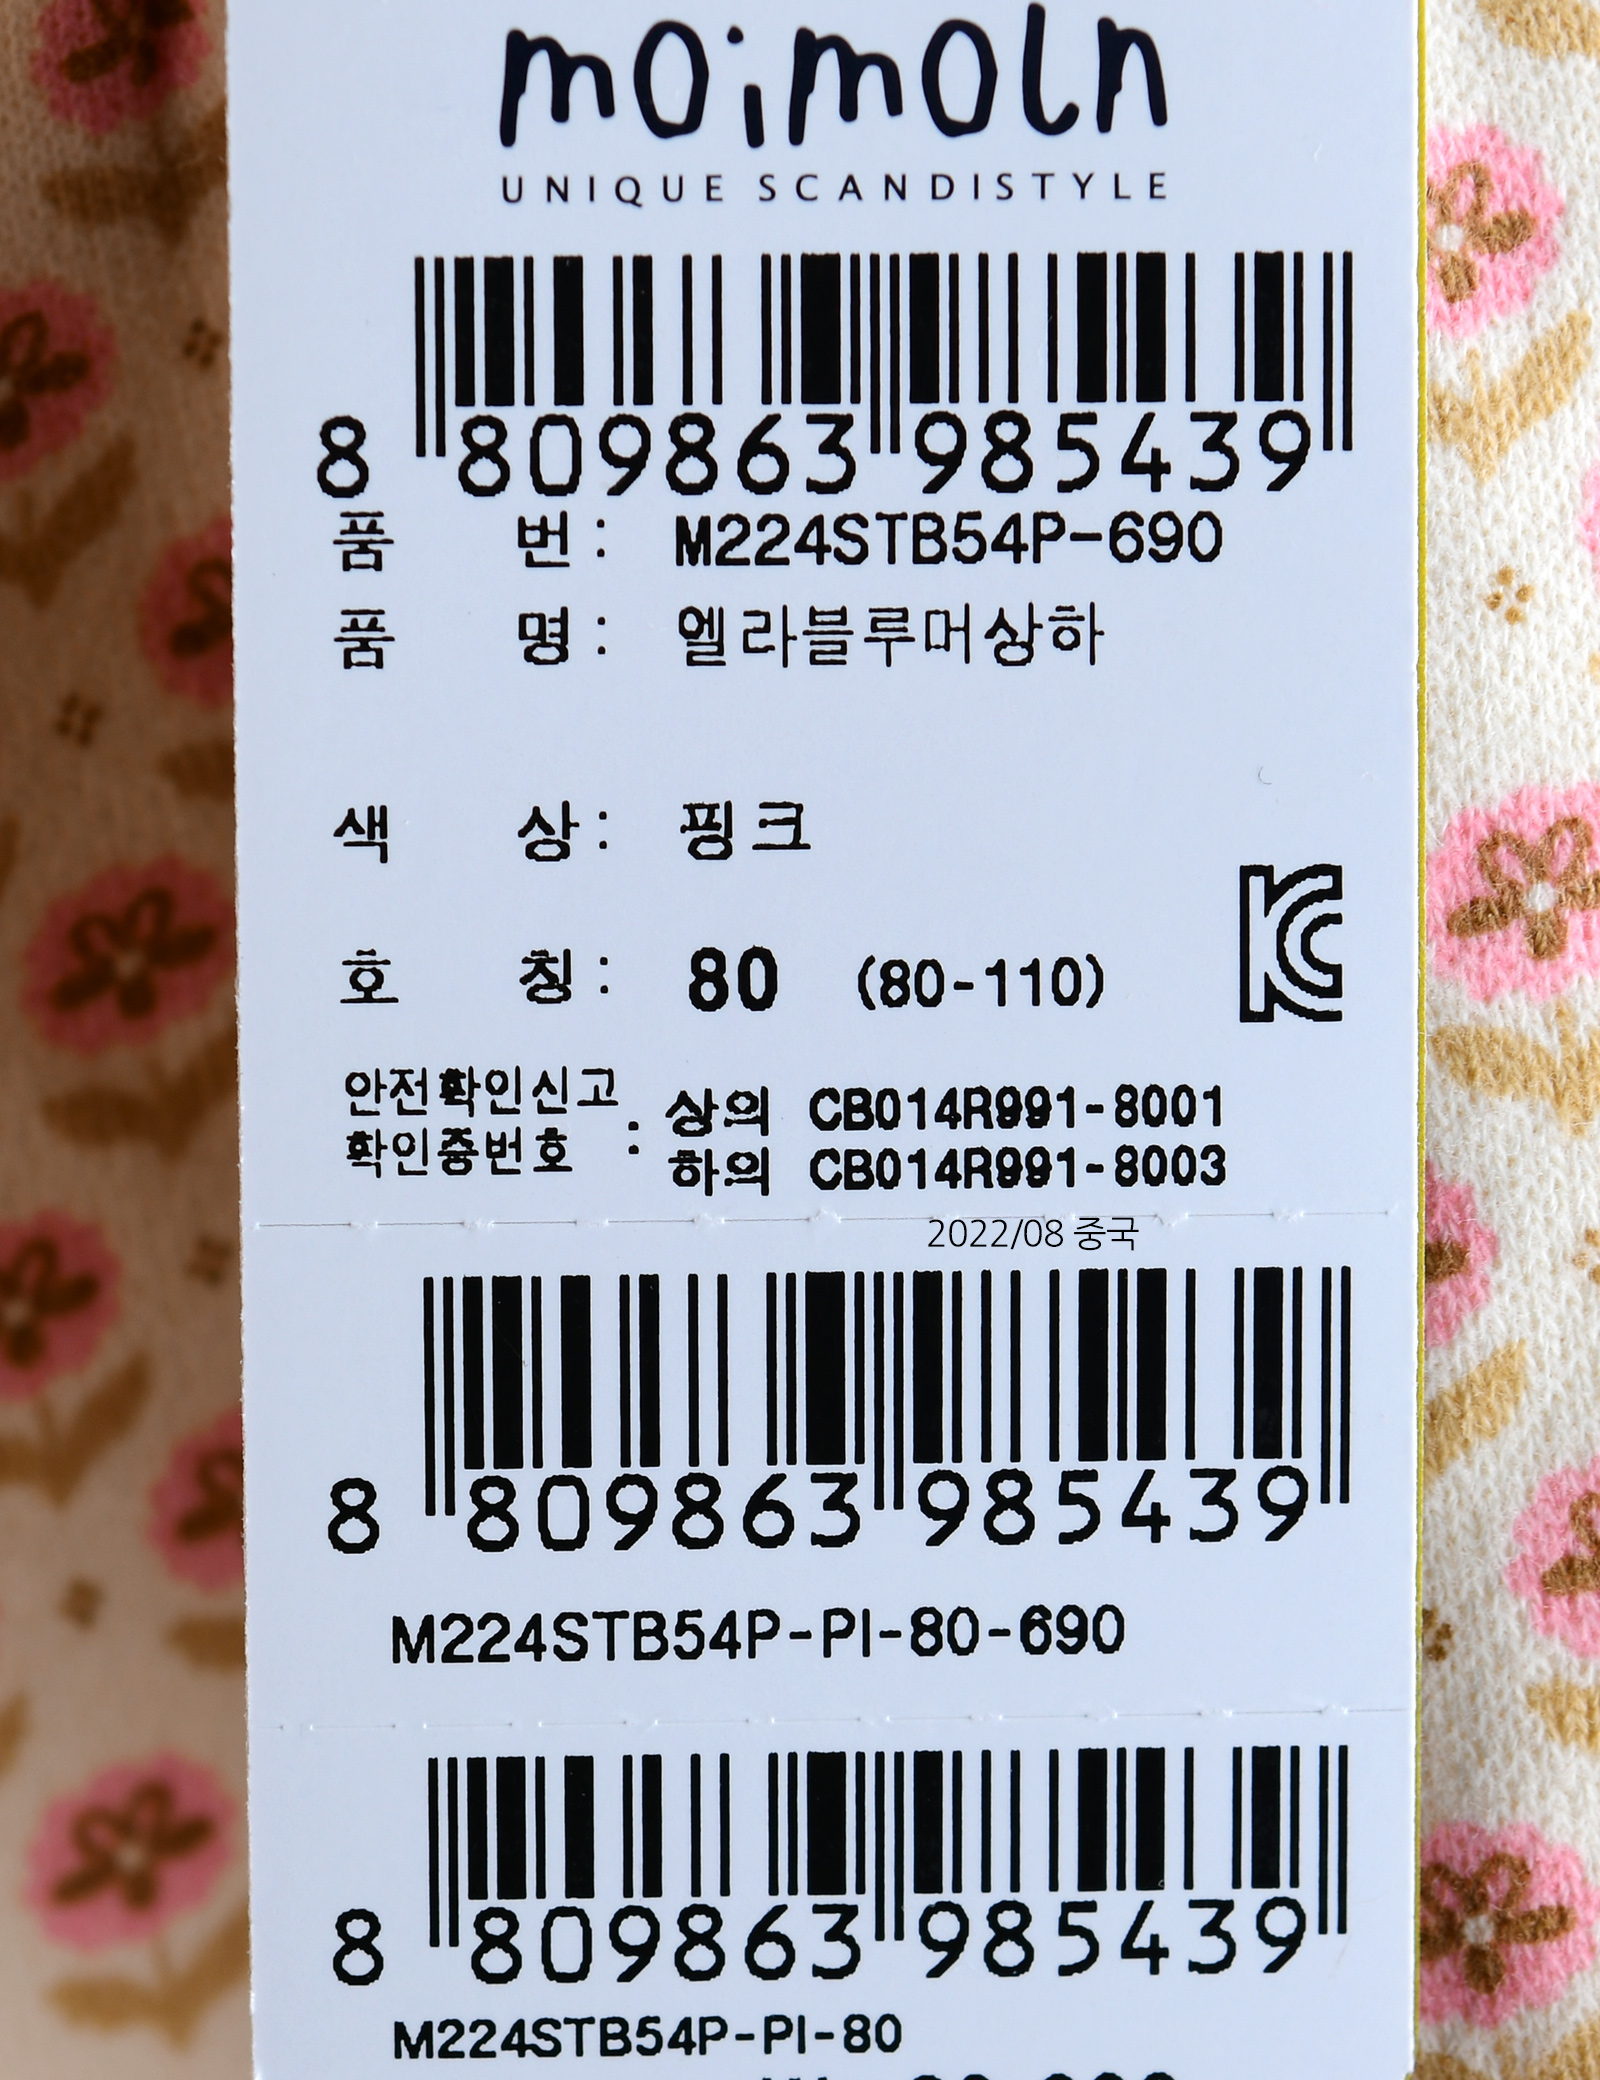 moimoln
UNIQUE SCANDISTYLE
8 809863 985439
품 번 : M224STB54P-690
품 명 : 엘라블루머상하
색 상 : 핑크
호 칭 : 80 (80-110)
안전확인신고
확인증번호 : 상의 CB014R991-8001
하의 CB014R991-8003
2022/08 중국
8 809863 985439
M224STB54P-PI-80-690
8 809863 985439
M224STB54P-PI-80